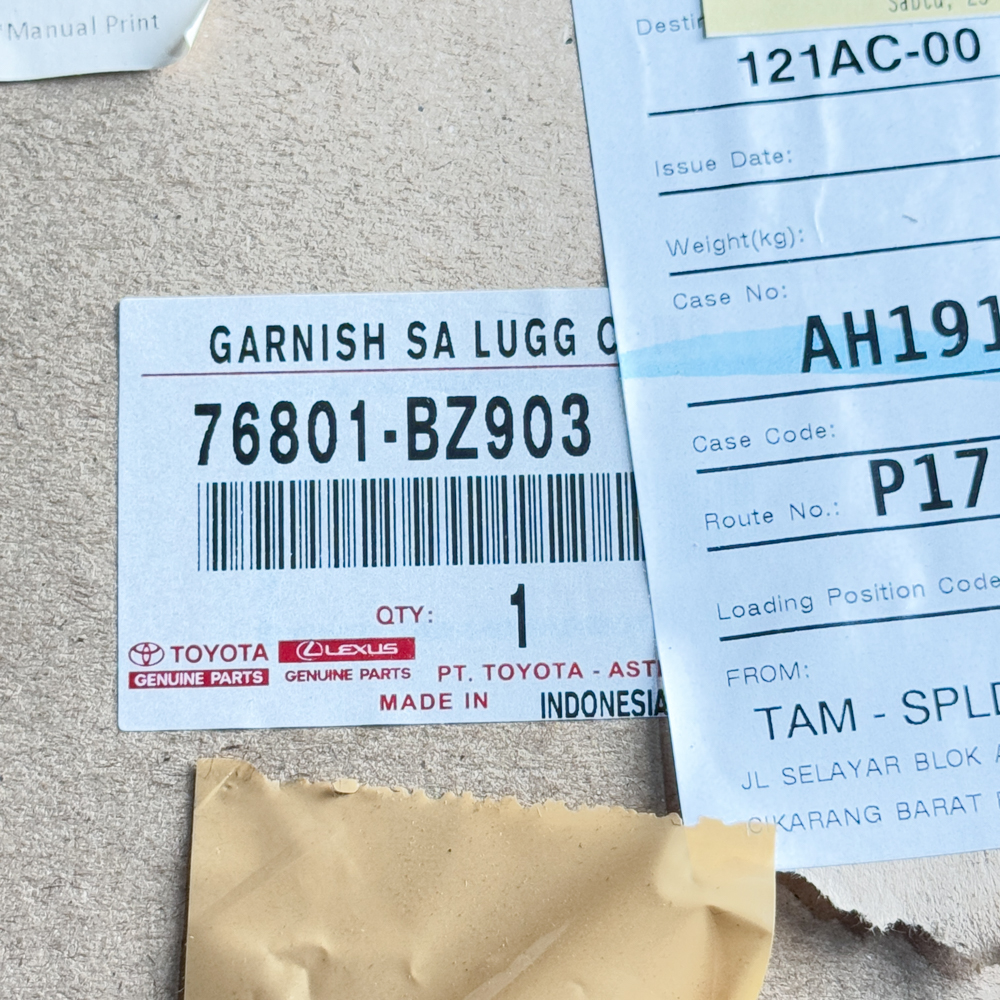 *Manual Print
GARNISH SA LUGG
76801-BZ903
QTY: 1
TOYOTA
GENUINE PARTS
LEXUS
GENUINE PARTS
PT. TOYOTA - AST
MADE IN INDONESIA
121AC-00
Issue Date:
Weight(kg):
Case No:
AH191
Case Code:
Route No.: P17
Loading Position Code
FROM:
TAM - SPLD
JL SELAYAR BLOK
CIKARANG BARAT